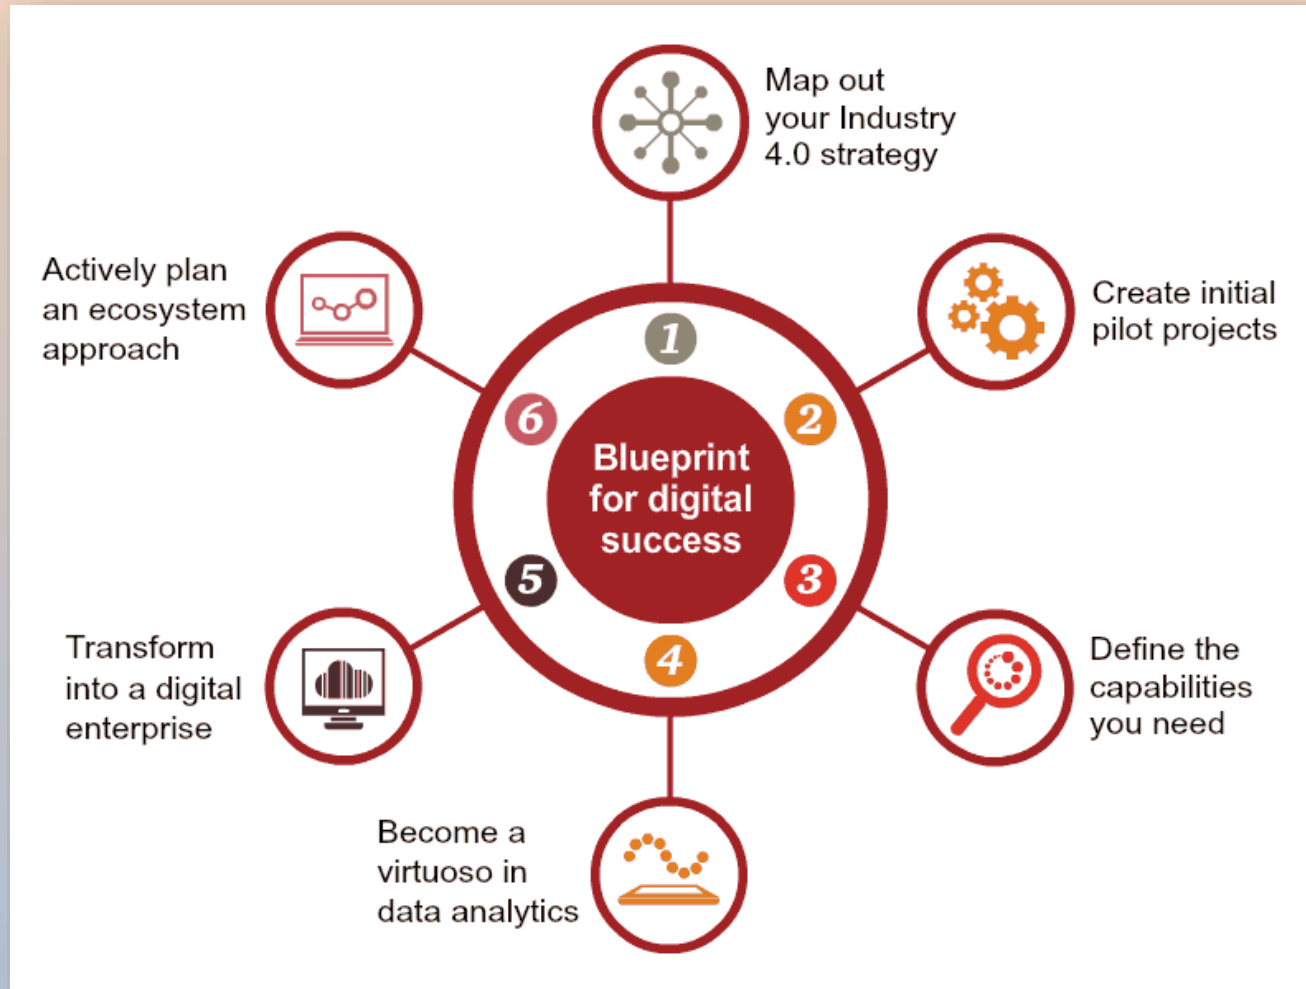 Map out
your Industry
4.0 strategy
Actively plan
an ecosystem
approach
Create initial
pilot projects
1
6
2
Blueprint
for digital
success
5
3
4
Transform
into a digital
enterprise
Define the
capabilities
you need
Become a
virtuoso in
data analytics